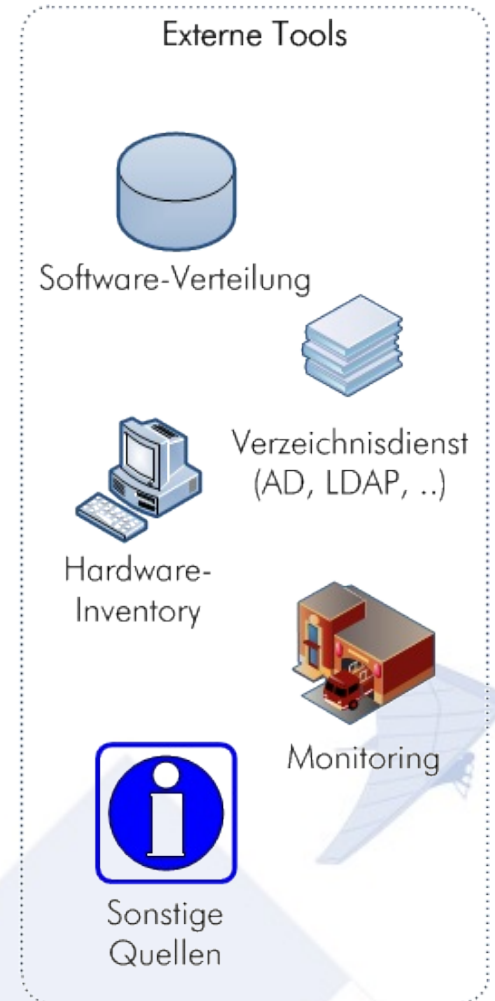 Externe Tools
Software-Verteilung
Verzeichnisdienst
(AD, LDAP, ..)
Hardware-
Inventory
Monitoring
Sonstige
Quellen